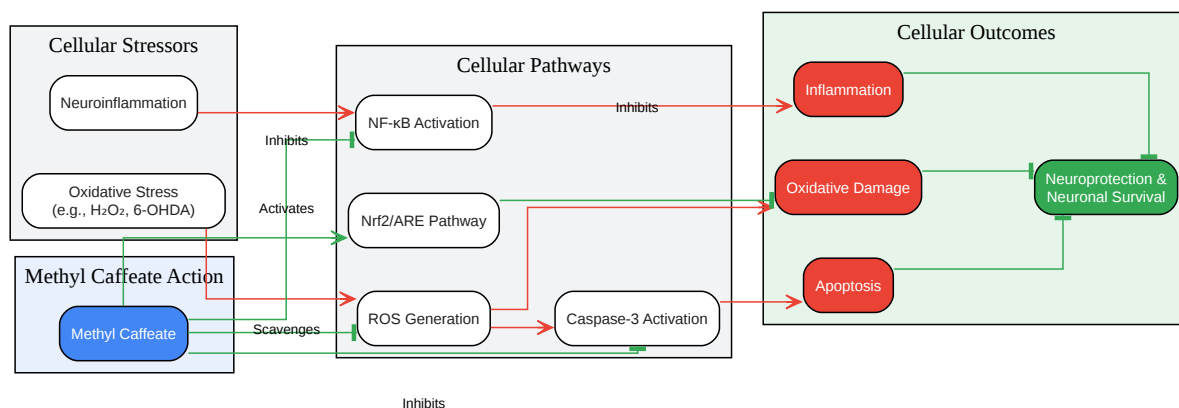 Cellular Stressors
Neuroinflammation
Oxidative Stress
(e.g., H₂O₂, 6-OHDA)
Methyl Caffeate Action
Methyl Caffeate
Inhibits
Activates
Scavenges
Inhibits
Cellular Pathways
NF-κB Activation
Nrf2/ARE Pathway
ROS Generation
Caspase-3 Activation
Inhibits
Cellular Outcomes
Inflammation
Oxidative Damage
Apoptosis
Neuroprotection &
Neuronal Survival